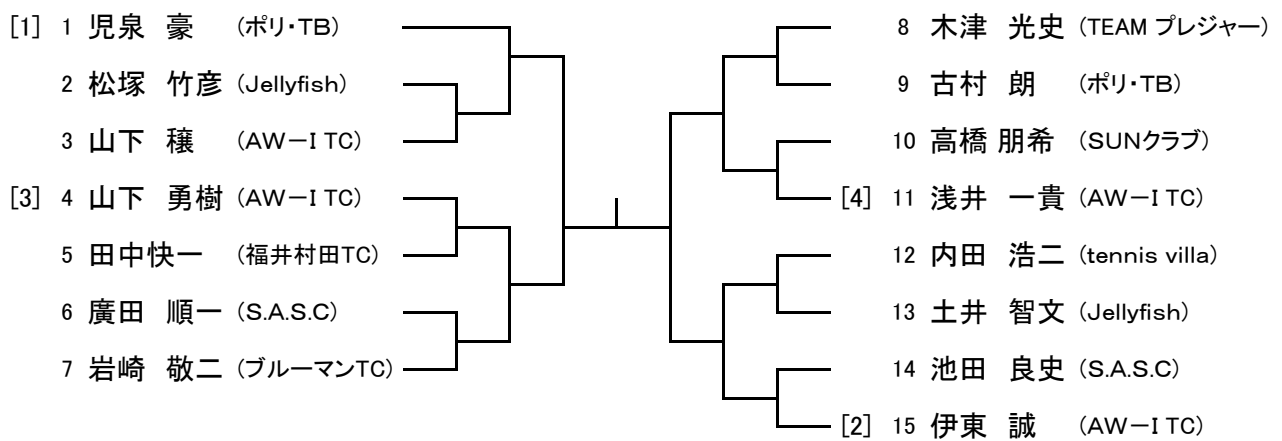 [1] 1 児泉 豪 (ポリ・TB)
2 松塚 竹彦 (Jellyfish)
3 山下 穣 (AW-I TC)
[3] 4 山下 勇樹 (AW-I TC)
5 田中快一 (福井村田TC)
6 廣田 順一 (S.A.S.C)
7 岩崎 敬二 (ブルーマンTC)
8 木津 光史 (TEAM プレジャー)
9 古村 朗 (ポリ・TB)
10 高橋 朋希 (SUNクラブ)
[4] 11 浅井 一貴 (AW-I TC)
12 内田 浩二 (tennis villa)
13 土井 智文 (Jellyfish)
14 池田 良史 (S.A.S.C)
[2] 15 伊東 誠 (AW-I TC)